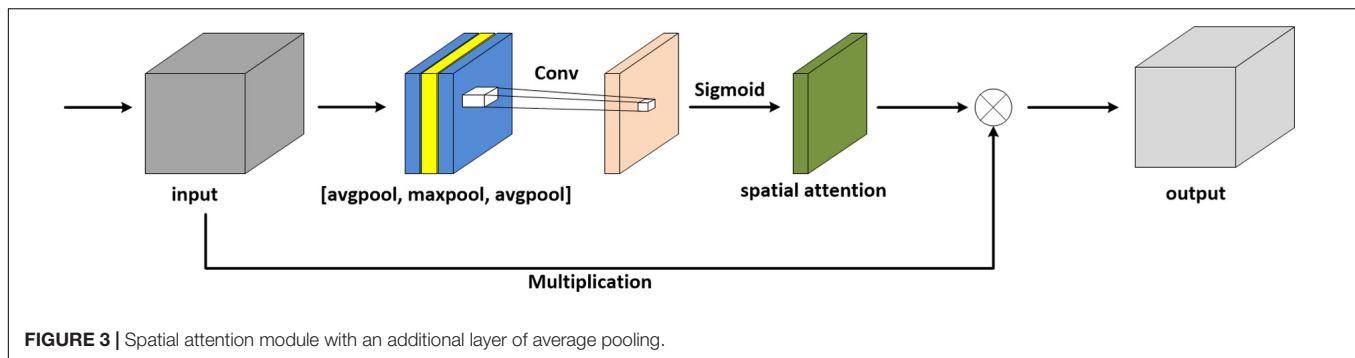 Conv
Sigmoid
input
[avgpool, maxpool, avgpool]
spatial attention
output
Multiplication
FIGURE 3 | Spatial attention module with an additional layer of average pooling.